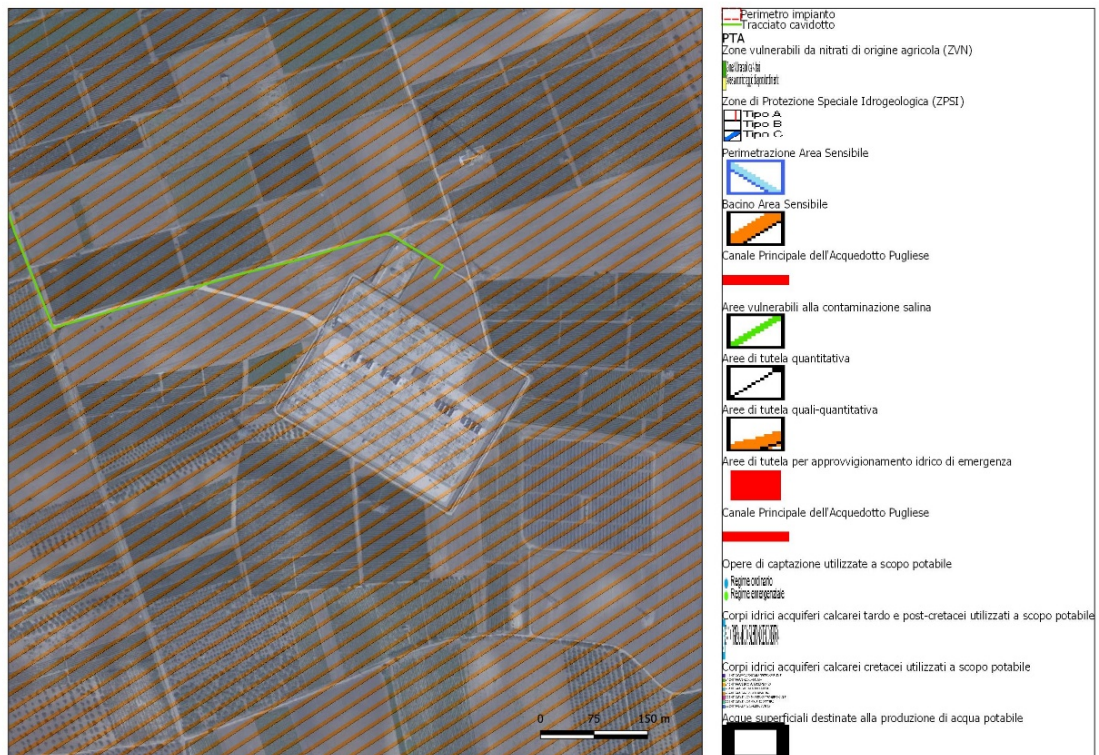 Perimetro impianto
Tracciato cavidotto
PTA
Zone vulnerabili da nitrati di origine agricola (ZVN)
Zone di Protezione Speciale Idrogeologica (ZPSI)
Tipo A
Tipo B
Tipo C
Perimetrazione Area Sensibile
Bacino Area Sensibile
Canale Principale dell'Acquedotto Pugliese
Aree vulnerabili alla contaminazione salina
Aree di tutela quantitativa
Aree di tutela quali-quantitativa
Aree di tutela per approvvigionamento idrico di emergenza
Canale Principale dell'Acquedotto Pugliese
Opere di captazione utilizzate a scopo potabile
Regime ordinario
Regime emergenziale
Corpi idrici acquiferi calcarei tardo e post-cretacei utilizzati a scopo potabile
Corpi idrici acquiferi calcarei cretacei utilizzati a scopo potabile
Acque superficiali destinate alla produzione di acqua potabile
0 75 150 m